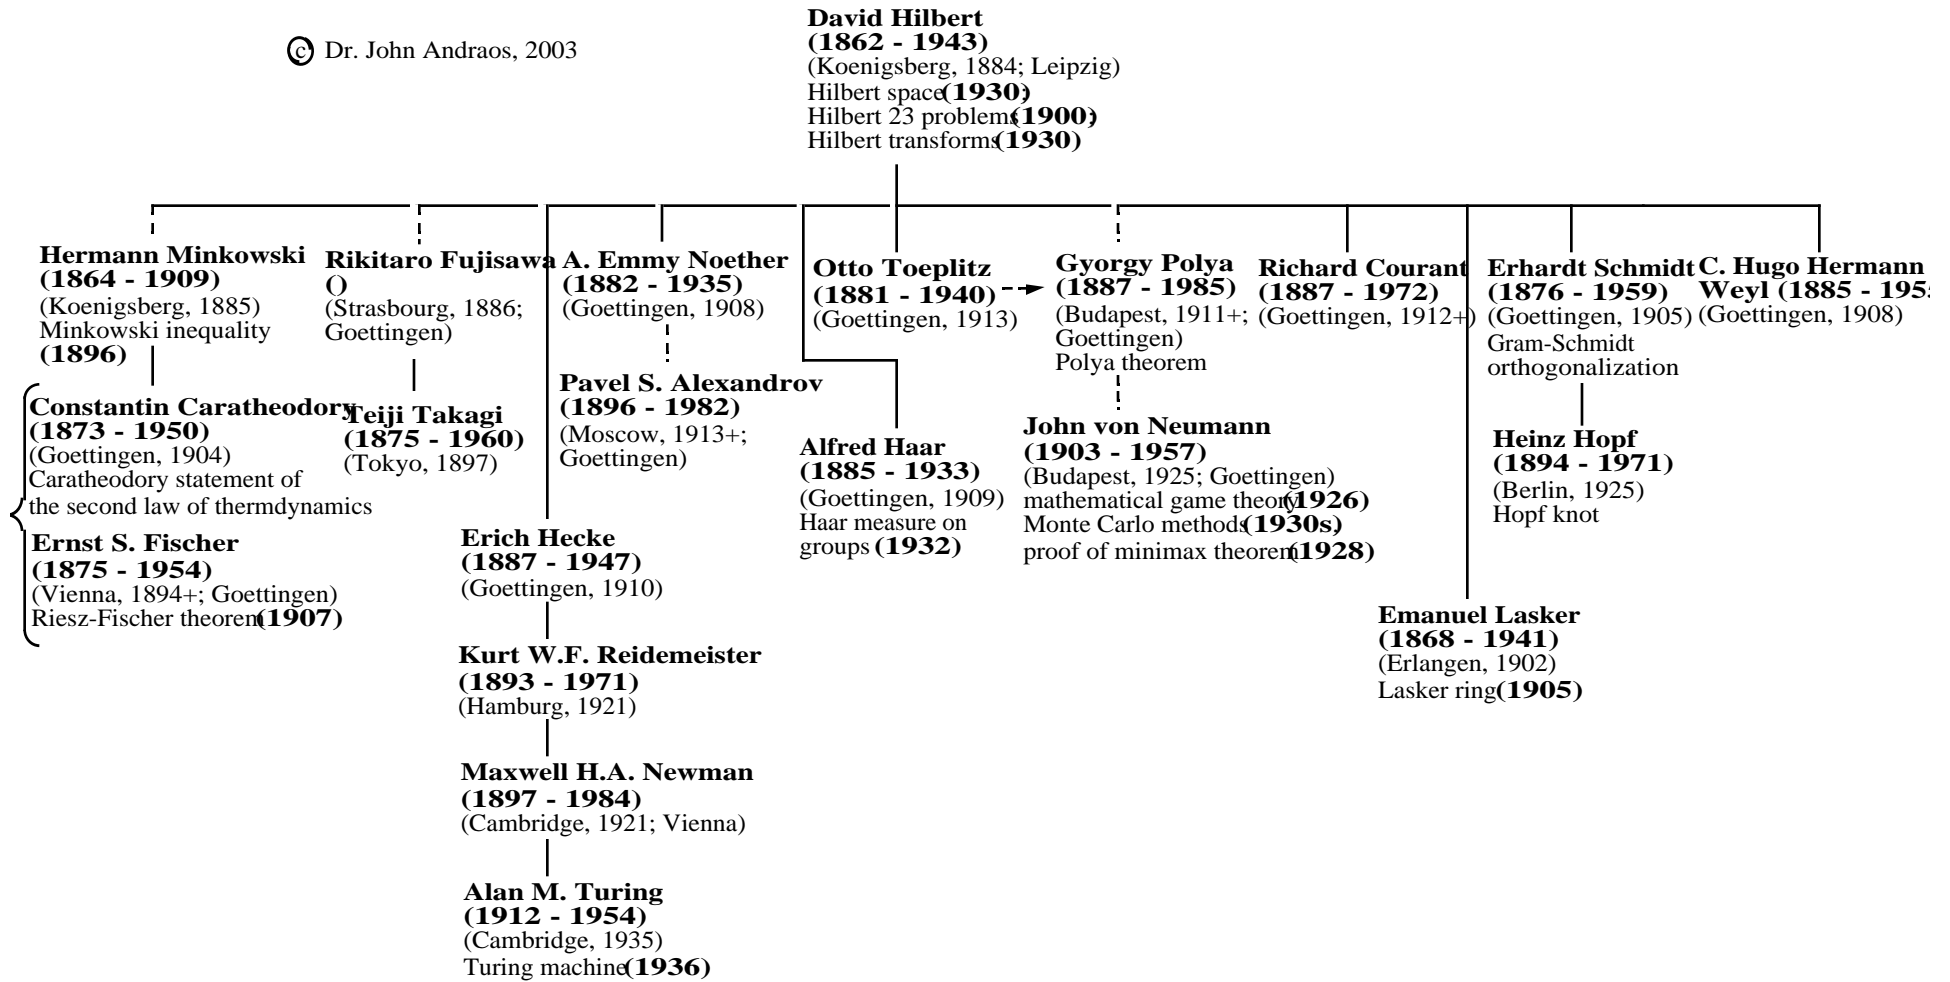 © Dr. John Andraos, 2003
David Hilbert
(1862 - 1943)
(Koenigsberg, 1884; Leipzig)
Hilbert space (1930);
Hilbert 23 problems (1900);
Hilbert transforms (1930)
Hermann Minkowski
(1864 - 1909)
(Koenigsberg, 1885)
Minkowski inequality
(1896)
Rikitaro Fujisawa
()
(Strasbourg, 1886;
Goettingen)
A. Emmy Noether
(1882 - 1935)
(Goettingen, 1908)
Otto Toeplitz
(1881 - 1940)
(Goettingen, 1913)
Gyorgy Polya
(1887 - 1985)
(Budapest, 1911+;
Goettingen)
Polya theorem
Richard Courant
(1887 - 1972)
(Goettingen, 1912+)
Erhardt Schmidt
(1876 - 1959)
(Goettingen, 1905)
Gram-Schmidt
orthogonalization
C. Hugo Hermann
Weyl (1885 - 195
(Goettingen, 1908)
Constantin Caratheodory
(1873 - 1950)
(Goettingen, 1904)
Caratheodory statement of
the second law of thermdynamics
Ernst S. Fischer
(1875 - 1954)
(Vienna, 1894+; Goettingen)
Riesz-Fischer theorem (1907)
Teiji Takagi
(1875 - 1960)
(Tokyo, 1897)
Pavel S. Alexandrov
(1896 - 1982)
(Moscow, 1913+;
Goettingen)
Alfred Haar
(1885 - 1933)
(Goettingen, 1909)
Haar measure on
groups (1932)
John von Neumann
(1903 - 1957)
(Budapest, 1925; Goettingen)
mathematical game theory (1926)
Monte Carlo methods (1930s),
proof of minimax theorem (1928)
Heinz Hopf
(1894 - 1971)
(Berlin, 1925)
Hopf knot
Erich Hecke
(1887 - 1947)
(Goettingen, 1910)
Emanuel Lasker
(1868 - 1941)
(Erlangen, 1902)
Lasker ring (1905)
Kurt W.F. Reidemeister
(1893 - 1971)
(Hamburg, 1921)
Maxwell H.A. Newman
(1897 - 1984)
(Cambridge, 1921; Vienna)
Alan M. Turing
(1912 - 1954)
(Cambridge, 1935)
Turing machine (1936)